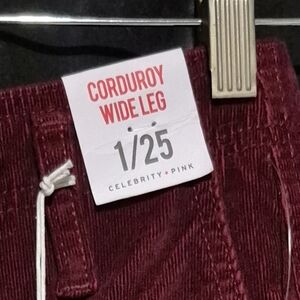 CORDUROY
WIDE LEG
1/25
CELEBRITY • PINK